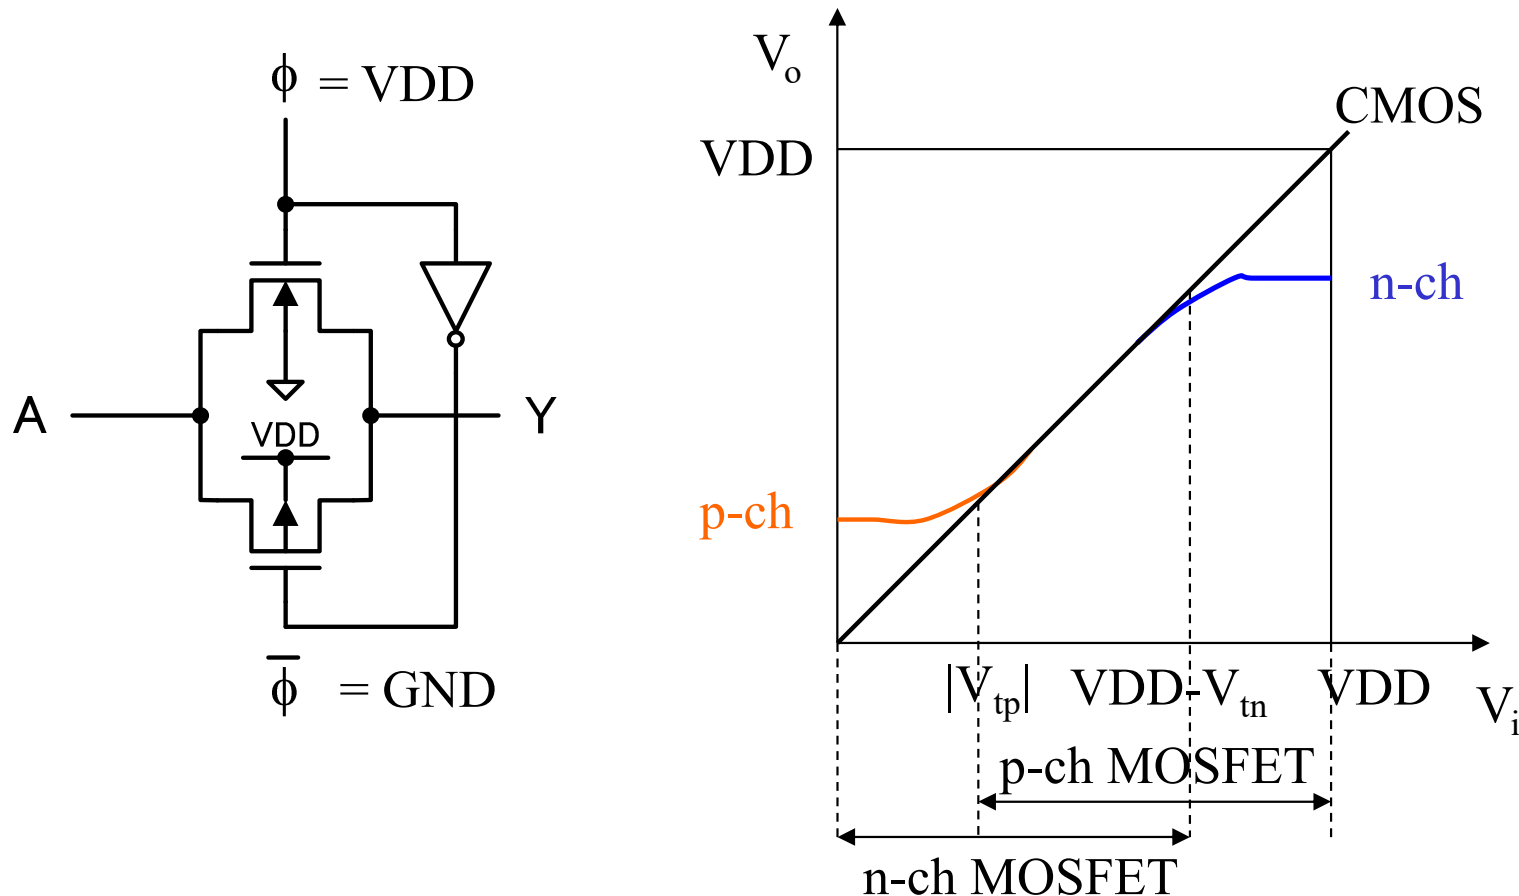 ϕ = VDD
A
VDD
Y
ϕ̅ = GND
Vₒ
CMOS
VDD
n-ch
p-ch
|Vtp|
VDD-Vtn
VDD
Vi
p-ch MOSFET
n-ch MOSFET